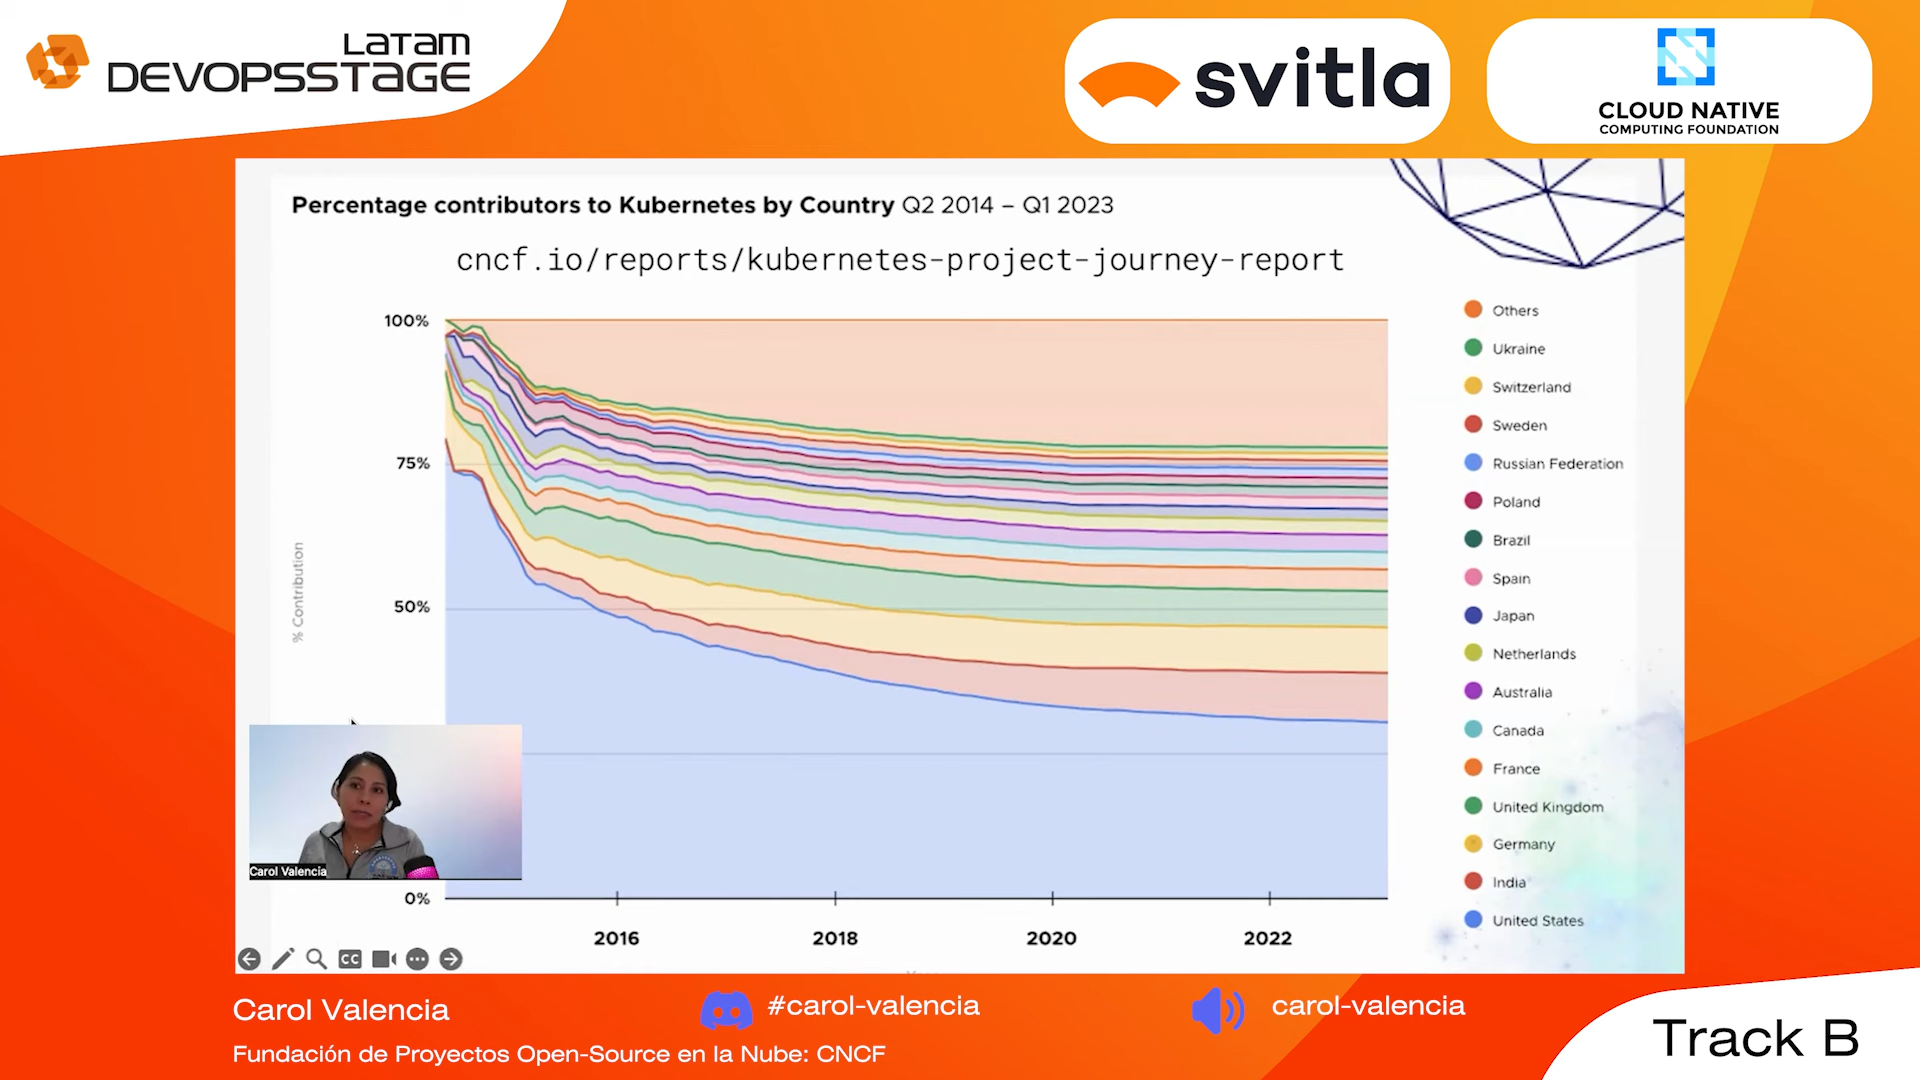 LATAM
DEVOPSSTAGE
svitla
CLOUD NATIVE
COMPUTING FOUNDATION
Percentage contributors to Kubernetes by Country Q2 2014 – Q1 2023
cncf.io/reports/kubernetes-project-journey-report
100%
75%
50%
0%
% Contribution
2016
2018
2020
2022
Others
Ukraine
Switzerland
Sweden
Russian Federation
Poland
Brazil
Spain
Japan
Netherlands
Australia
Canada
France
United Kingdom
Germany
India
United States
Carol Valencia
CC
Carol Valencia
#carol-valencia
carol-valencia
Fundación de Proyectos Open-Source en la Nube: CNCF
Track B